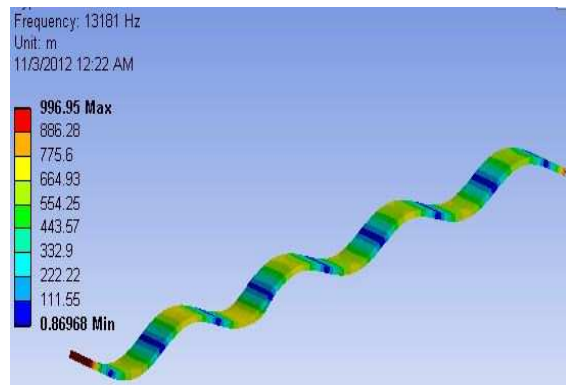 Frequency: 13181 Hz
Unit: m
11/3/2012 12:22 AM
996.95 Max
886.28
775.6
664.93
554.25
443.57
332.9
222.22
111.55
0.86968 Min